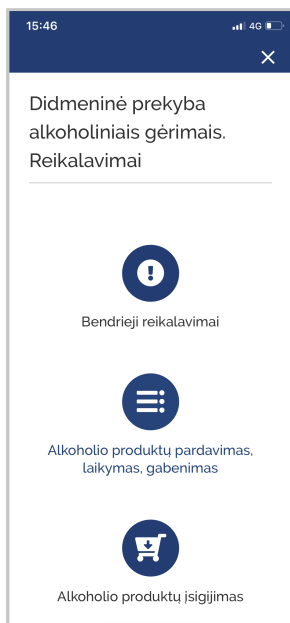 15:46
4G
Didmeninė prekyba
alkoholiniais gėrimais.
Reikalavimai
Bendrieji reikalavimai
Alkoholio produktų pardavimas,
laikymas, gabenimas
Alkoholio produktų įsigijimas